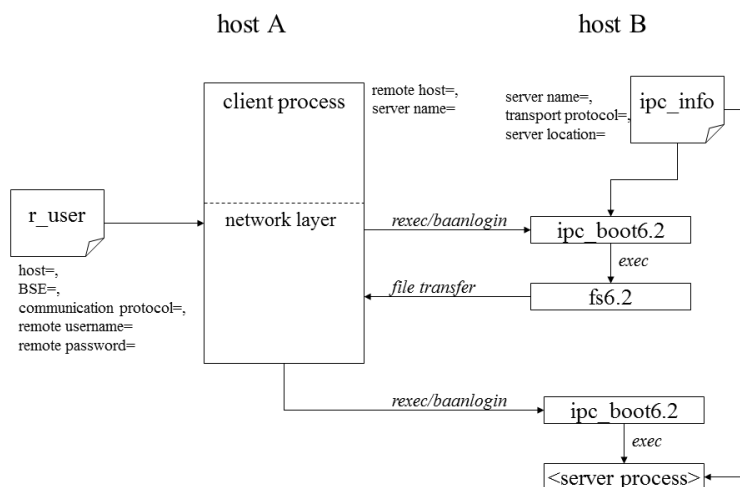 host A
host B
client process
remote host=,
server name=
server name=,
transport protocol=,
server location=
ipc_info
r_user
network layer
rexec/baanlogin
ipc_boot6.2
exec
host=,
BSE=,
communication protocol=,
remote username=
remote password=
file transfer
fs6.2
rexec/baanlogin
ipc_boot6.2
exec
<server process>